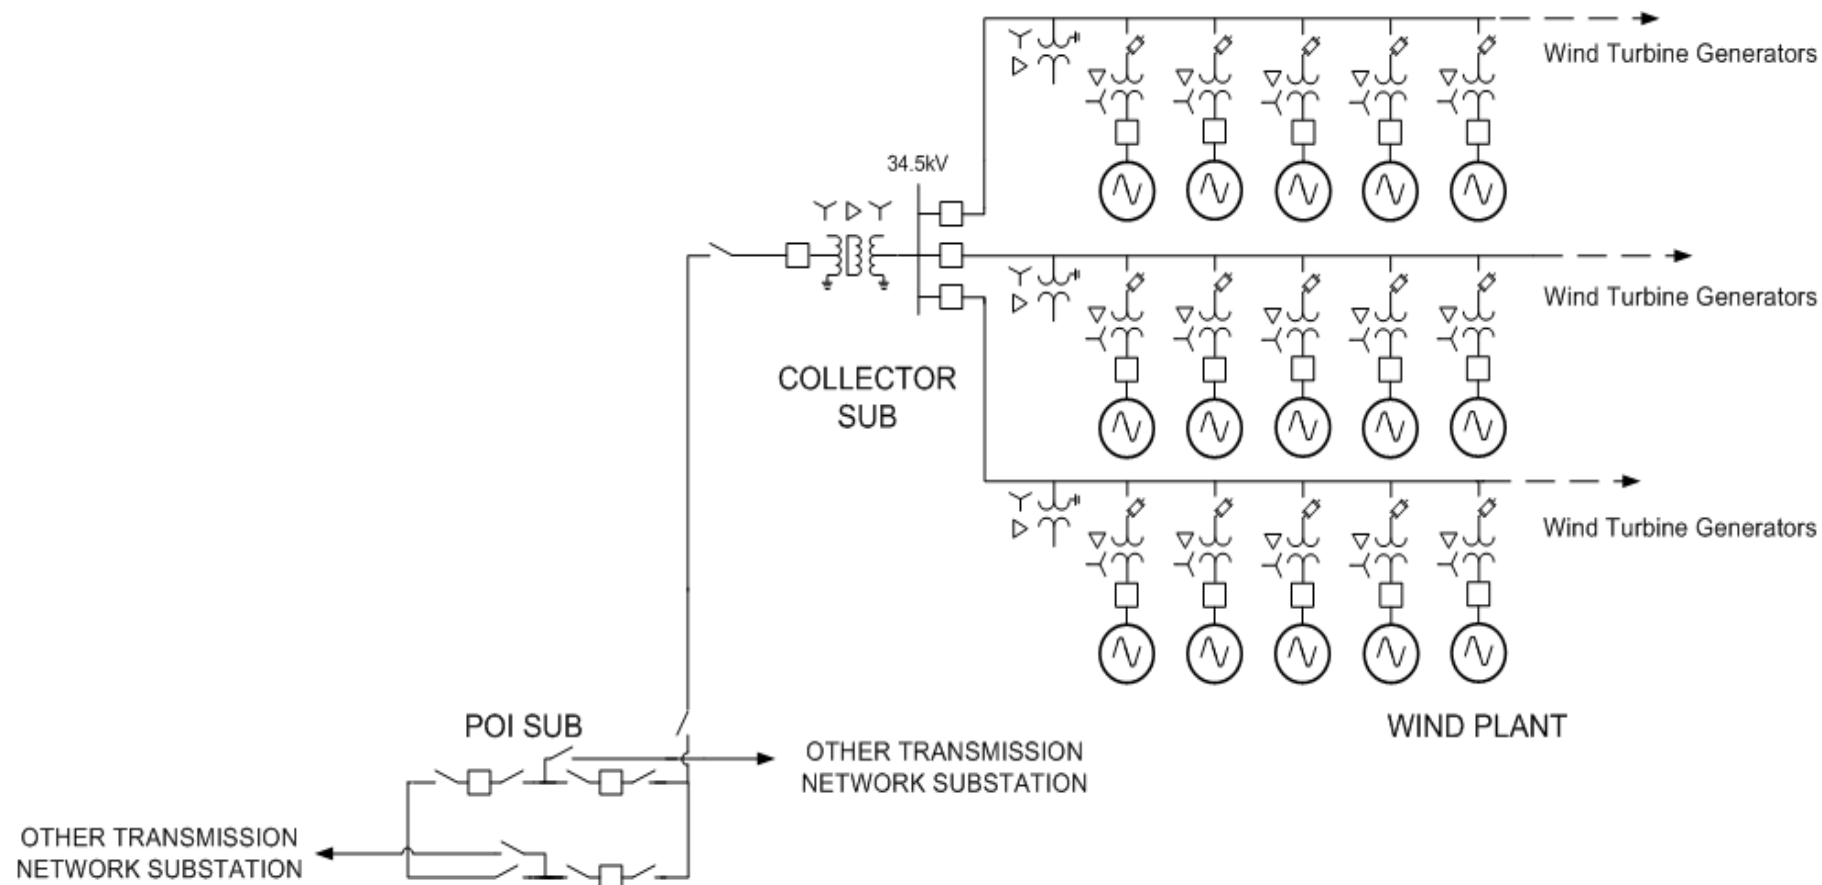 Wind Turbine Generators
34.5kV
Wind Turbine Generators
COLLECTOR
SUB
Wind Turbine Generators
POI SUB
WIND PLANT
OTHER TRANSMISSION
NETWORK SUBSTATION
OTHER TRANSMISSION
NETWORK SUBSTATION